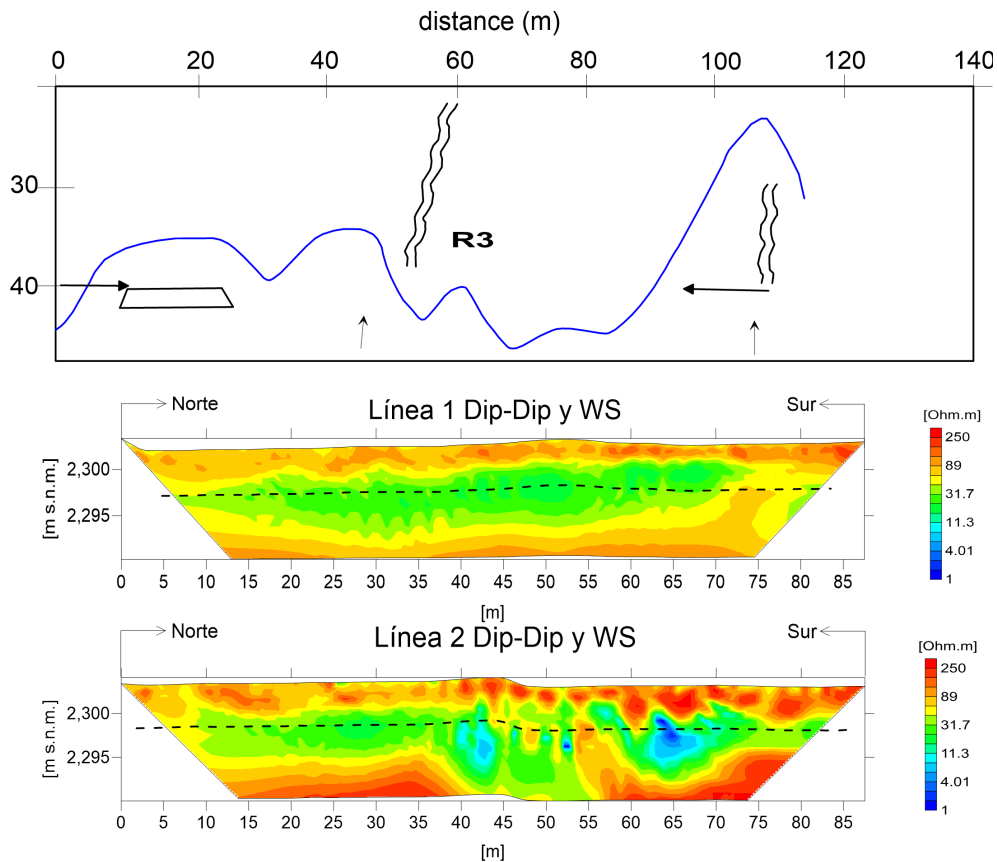 distance (m)
0 20 40 60 80 100 120 140
30
R3
40
Norte Línea 1 Dip-Dip y WS Sur
[Ohm.m]
250
89
31.7
11.3
4.01
1
[m s.n.m.]
2,300
2,295
0 5 10 15 20 25 30 35 40 45 50 55 60 65 70 75 80 85
[m]
Norte Línea 2 Dip-Dip y WS Sur
[Ohm.m]
250
89
31.7
11.3
4.01
1
[m s.n.m.]
2,300
2,295
0 5 10 15 20 25 30 35 40 45 50 55 60 65 70 75 80 85
[m]